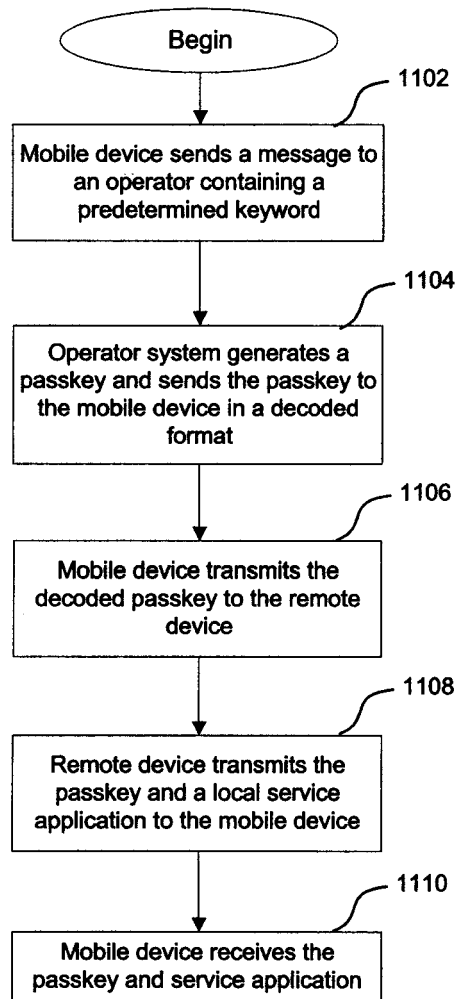 Begin
1102
Mobile device sends a message to
an operator containing a
predetermined keyword
1104
Operator system generates a
passkey and sends the passkey to
the mobile device in a decoded
format
1106
Mobile device transmits the
decoded passkey to the remote
device
1108
Remote device transmits the
passkey and a local service
application to the mobile device
1110
Mobile device receives the
passkey and service application